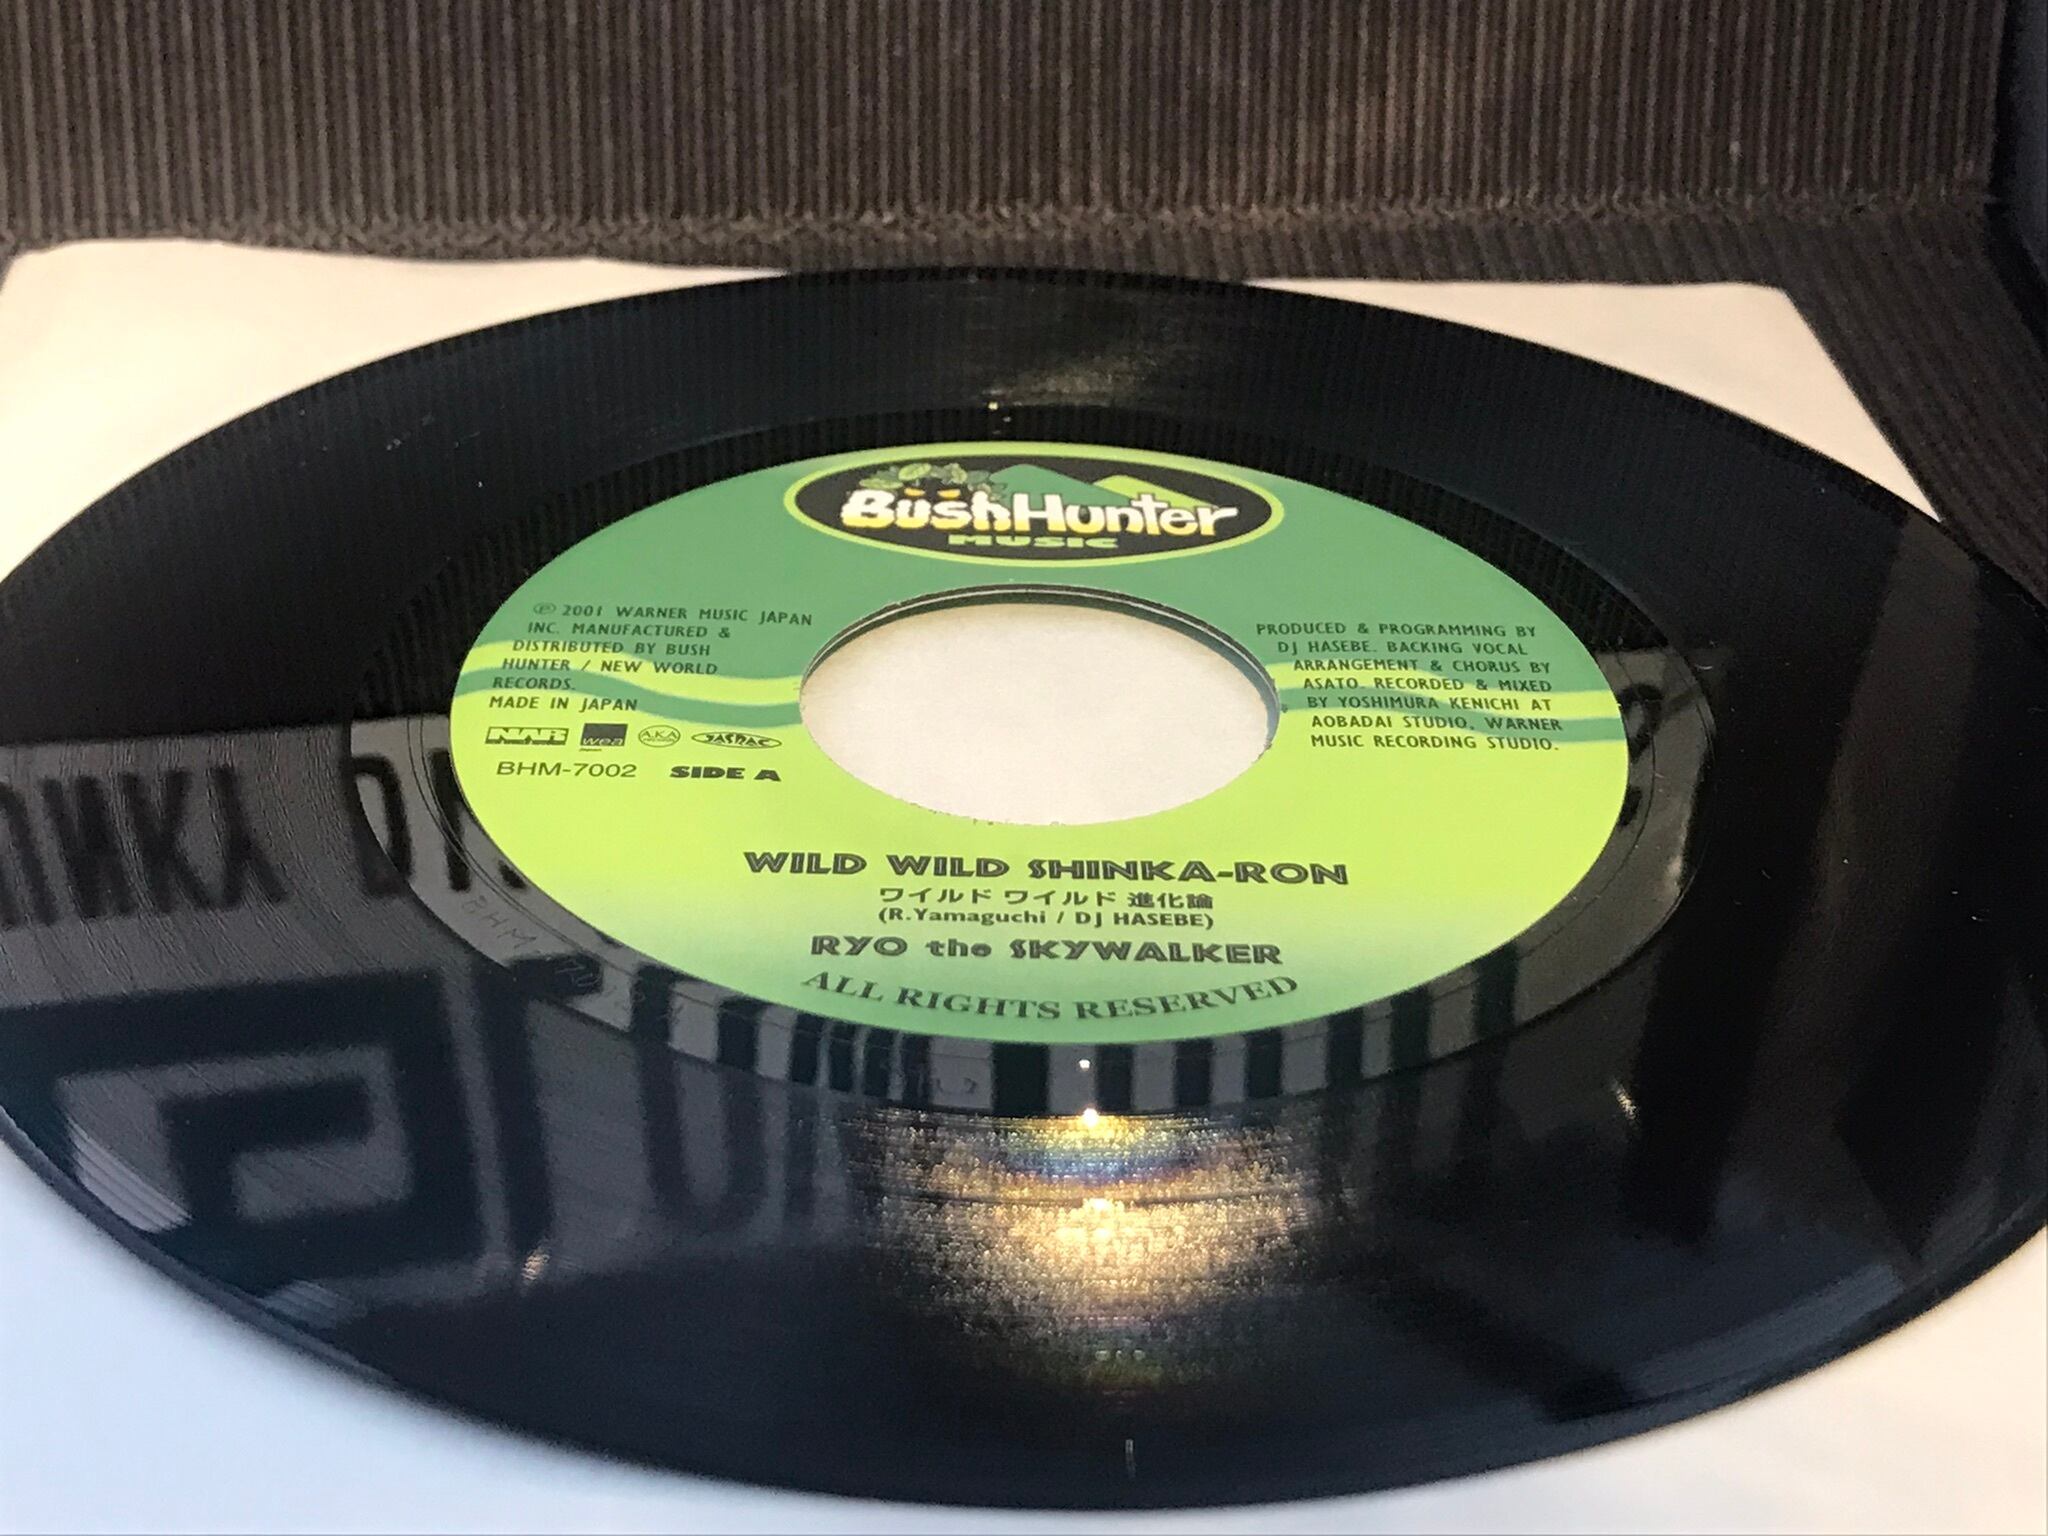 BushHunter
MUSIC
℗ 2001 WARNER MUSIC JAPAN
INC. MANUFACTURED &
DISTRIBUTED BY BUSH
HUNTER / NEW WORLD
RECORDS.
MADE IN JAPAN
wea
AKA
JASRAC
BHM-7002 SIDE A
PRODUCED & PROGRAMMING BY
DJ HASEBE. BACKING VOCAL
ARRANGEMENT & CHORUS BY
ASATO. RECORDED & MIXED
BY YOSHIMURA KENICHI AT
AOBADAI STUDIO, WARNER
MUSIC RECORDING STUDIO.
WILD WILD SHINKA-RON
ワイルド ワイルド 進化論
(R.Yamaguchi / DJ HASEBE)
RYO the SKYWALKER
ALL RIGHTS RESERVED